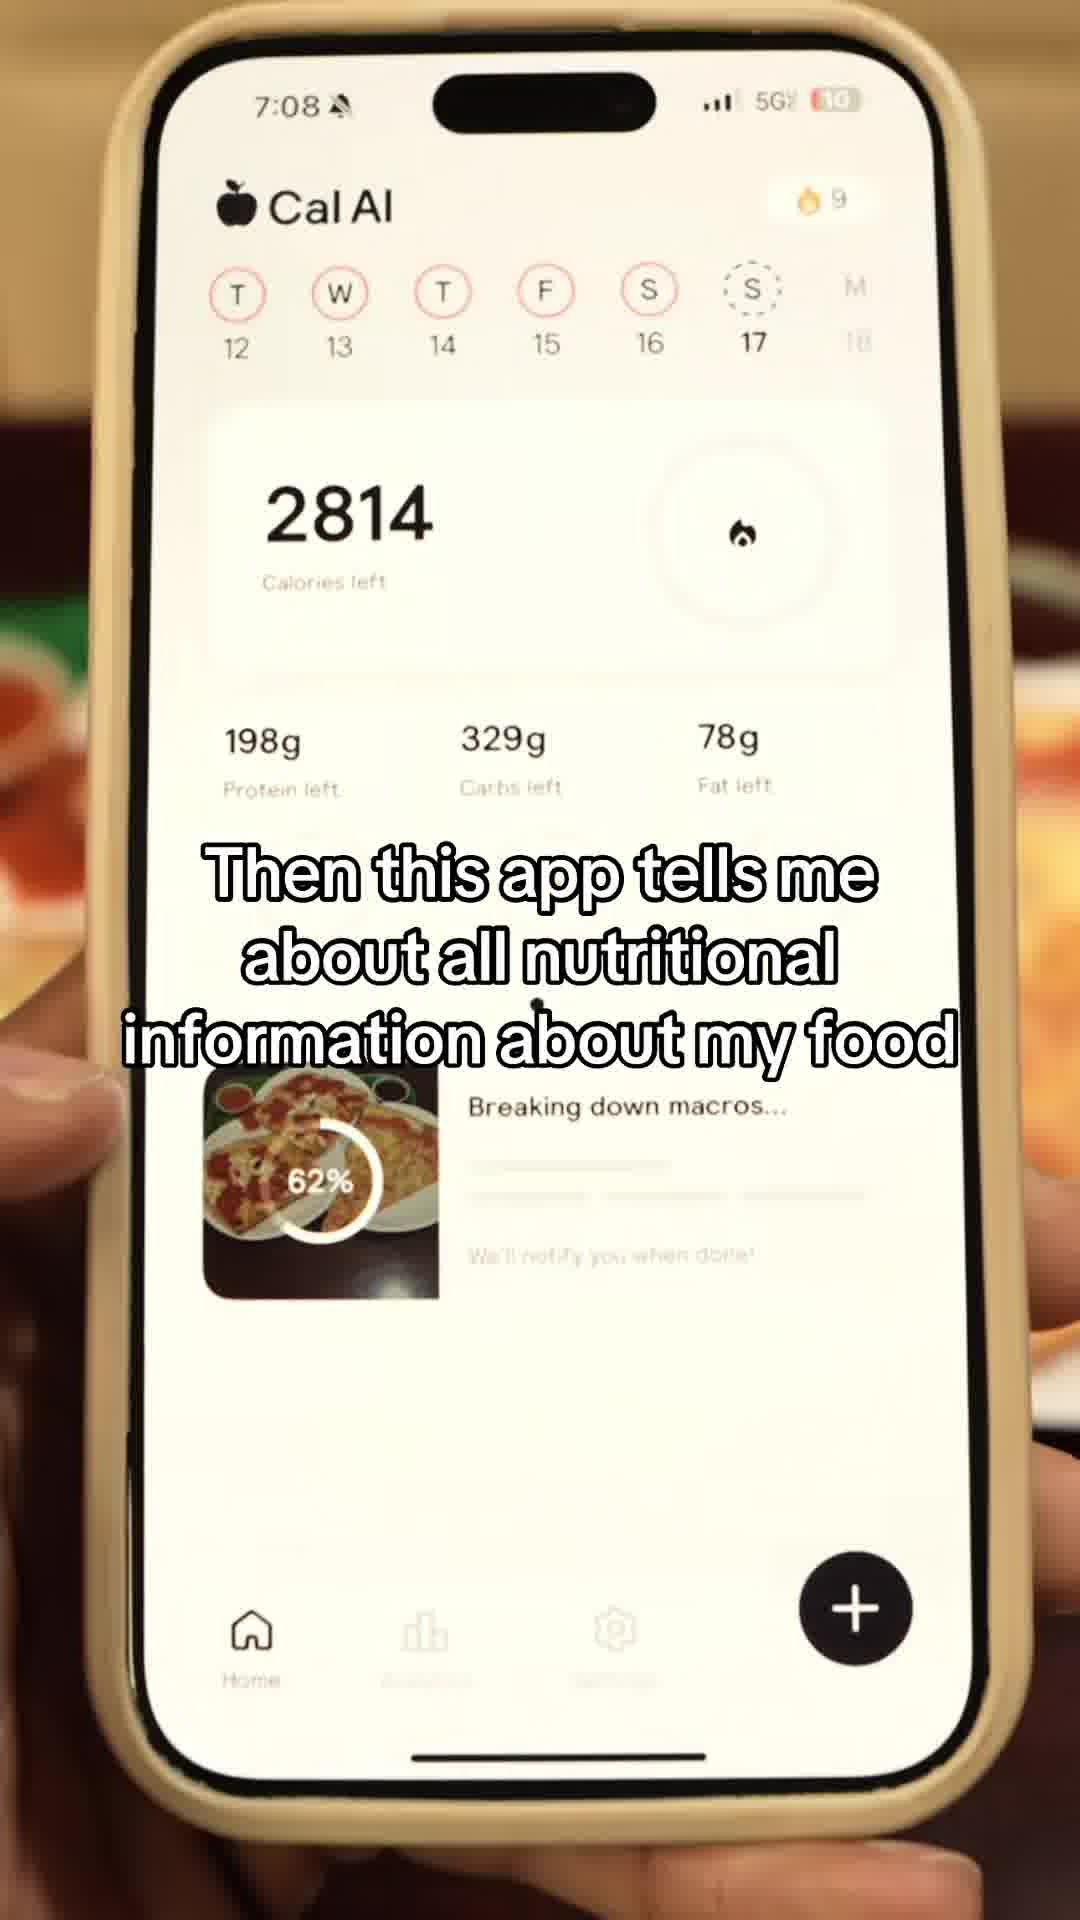 7:08
5G
10
Cal AI
9
T W T F S S M
12 13 14 15 16 17 18
2814
Calories left
198g 329g 78g
Protein left Carbs left Fat left
Then this app tells me
about all nutritional
information about my food
Breaking down macros...
62%
We'll notify you when done!
Home